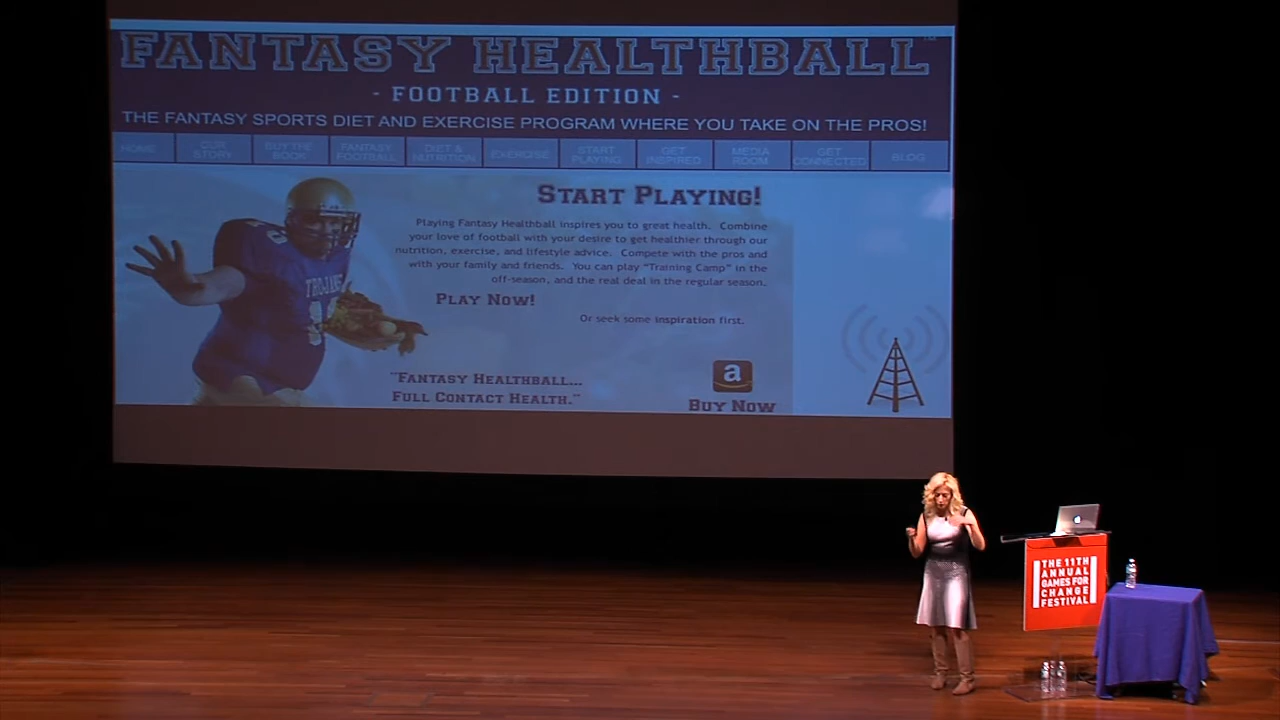 FANTASY HEALTHBALL™
- FOOTBALL EDITION -
THE FANTASY SPORTS DIET AND EXERCISE PROGRAM WHERE YOU TAKE ON THE PROS!
HOME
OUR STORY
BUY THE BOOK
FANTASY FOOTBALL
DIET & NUTRITION
EXERCISE
START PLAYING
GET INSPIRED
MEDIA ROOM
GET CONNECTED
BLOG
START PLAYING!
Playing Fantasy Healthball inspires you to great health. Combine
your love of football with your desire to get healthier through our
nutrition, exercise, and lifestyle advice. Compete with the pros and
with your family and friends. You can play "Training Camp" in the
off-season, and the real deal in the regular season.
PLAY NOW!
Or seek some inspiration first.
TROJANS
"FANTASY HEALTHBALL...
FULL CONTACT HEALTH."
a
BUY NOW
THE 11TH
ANNUAL
GAMES FOR
CHANGE
FESTIVAL